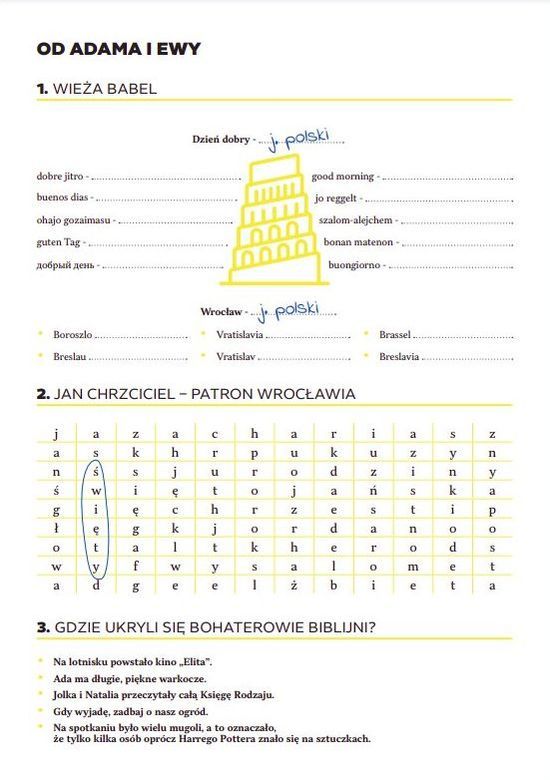 OD ADAMA I EWY
1. WIEŻA BABEL
Dzień dobry - j. polski
dobre jitro -
good morning -
buenos dias -
jo reggelt -
ohajo gozaimasu -
szalom-alejchem -
guten Tag -
bonan matenon -
добрый день -
buongiorno -
Wrocław - j. polski
Boroszlo
Vratislavia
Brassel
Breslau
Vratislav
Breslavia
2. JAN CHRZCICIEL – PATRON WROCŁAWIA
j a z a c h a r i a s z
a s k h r p u k u z y n
n ś s j u r o d z i n y
ś w i ę t o j a ń s k a
g i ę c h r z e s t i p
ł ę g k j o r d a n o o
o t a l t k h e r o d s
w y f w y s a l o m e t
a d g e e l ż b i e t a
3. GDZIE UKRYLI SIĘ BOHATEROWIE BIBLIJNI?
Na lotnisku powstało kino „Elita”.
Ada ma długie, piękne warkocze.
Jolka i Natalia przeczytały całą Księgę Rodzaju.
Gdy wyjadę, zadbaj o nasz ogród.
Na spotkaniu było wielu mugoli, a to oznaczało,
że tylko kilka osób oprócz Harrego Pottera znało się na sztuczkach.